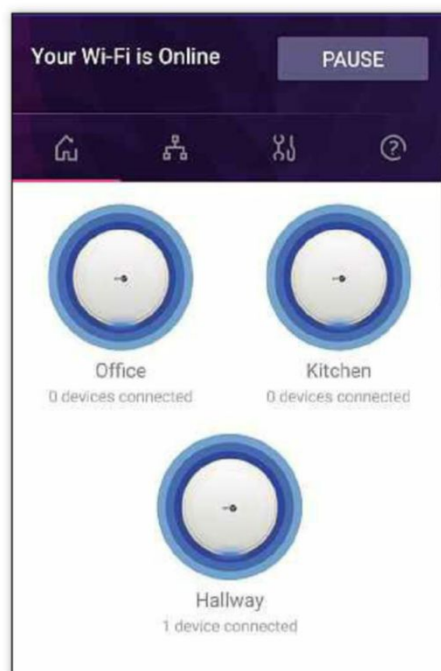 Your Wi-Fi is Online
PAUSE
?
Office
Kitchen
0 devices connected
0 devices connected
Hallway
1 device connected